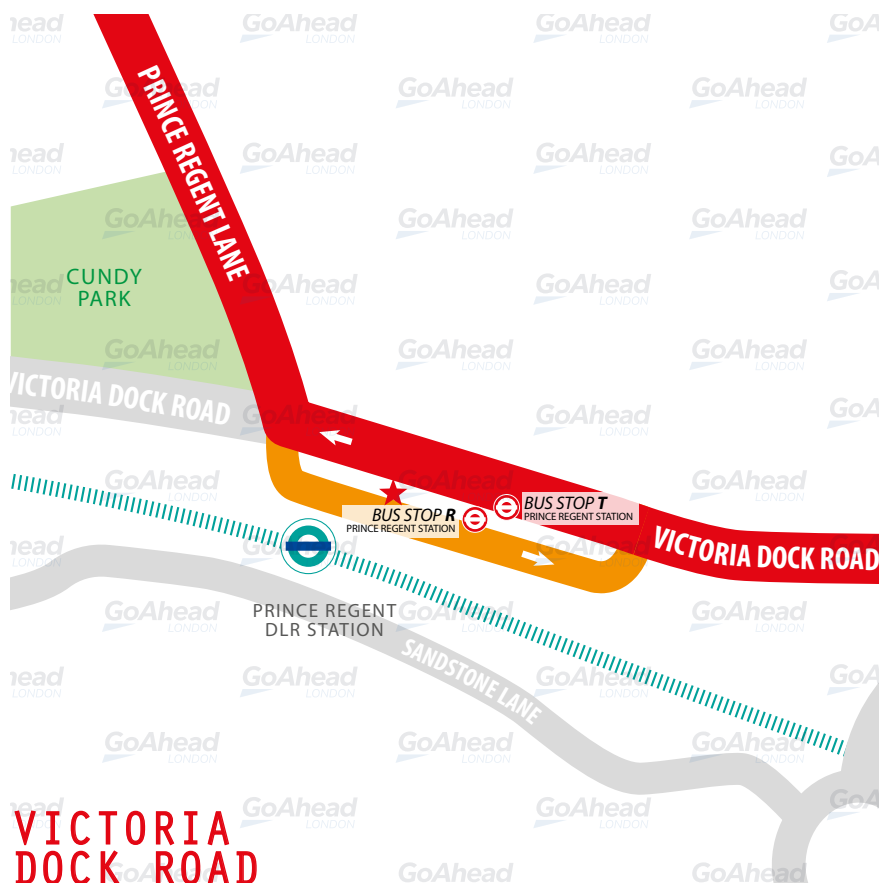 GoAhead
LONDON
PRINCE REGENT LANE
CUNDY
PARK
VICTORIA DOCK ROAD
BUS STOP T
PRINCE REGENT STATION
BUS STOP R
PRINCE REGENT STATION
VICTORIA DOCK ROAD
PRINCE REGENT
DLR STATION
SANDSTONE LANE
VICTORIA
DOCK ROAD